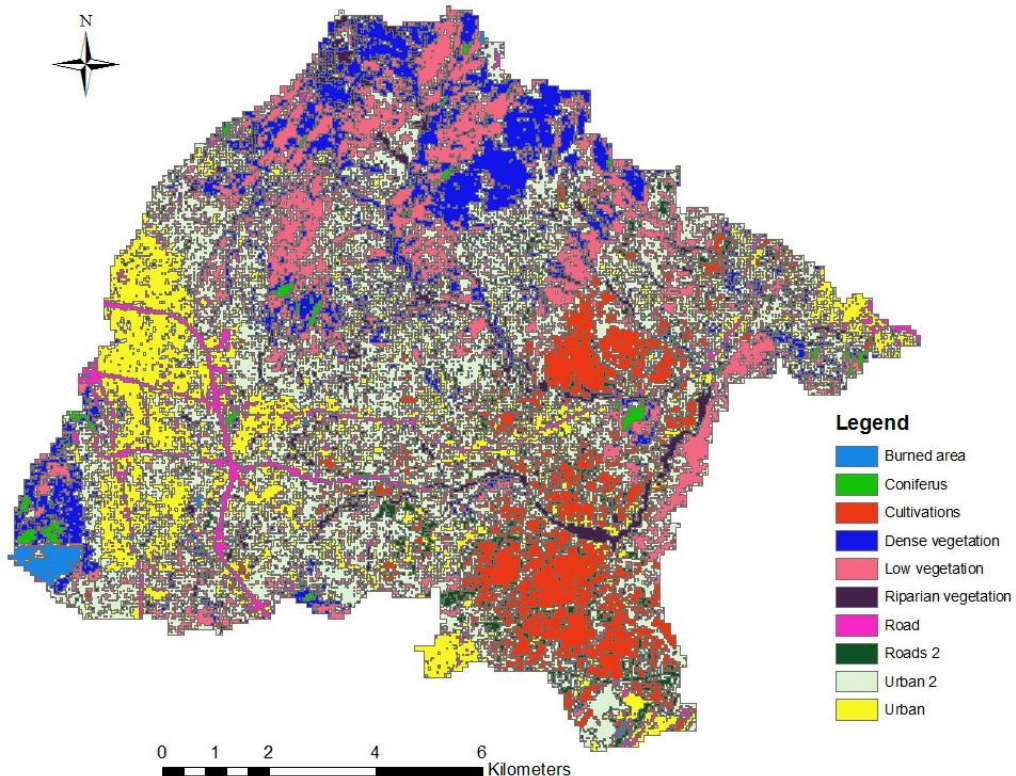 N
Legend
Burned area
Coniferus
Cultivations
Dense vegetation
Low vegetation
Riparian vegetation
Road
Roads 2
Urban 2
Urban
0 1 2 4 6
Kilometers